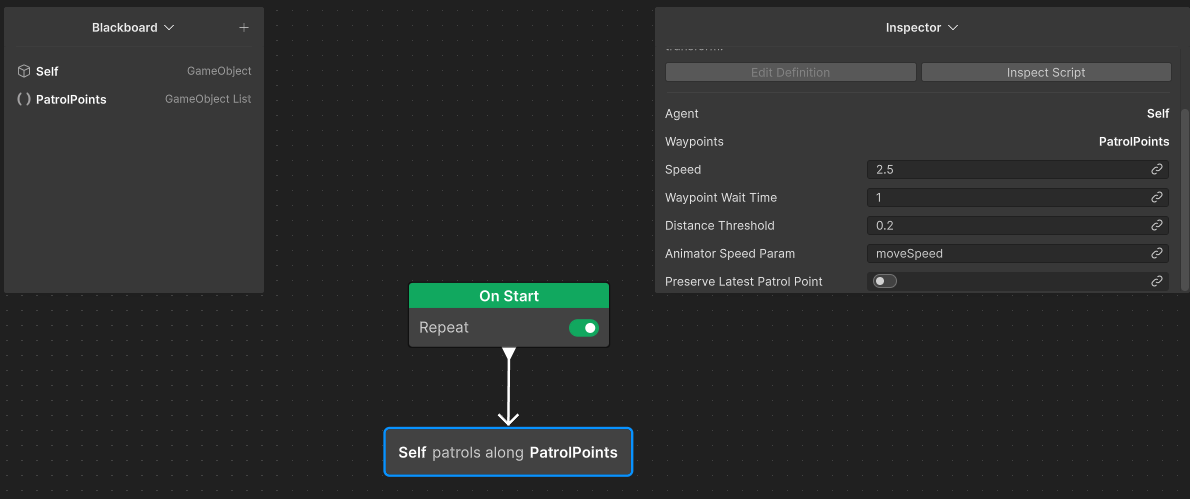 Blackboard
Self GameObject
PatrolPoints GameObject List
Inspector
Edit Definition Inspect Script
Agent Self
Waypoints PatrolPoints
Speed 2.5
Waypoint Wait Time 1
Distance Threshold 0.2
Animator Speed Param moveSpeed
Preserve Latest Patrol Point
On Start
Repeat
Self patrols along PatrolPoints